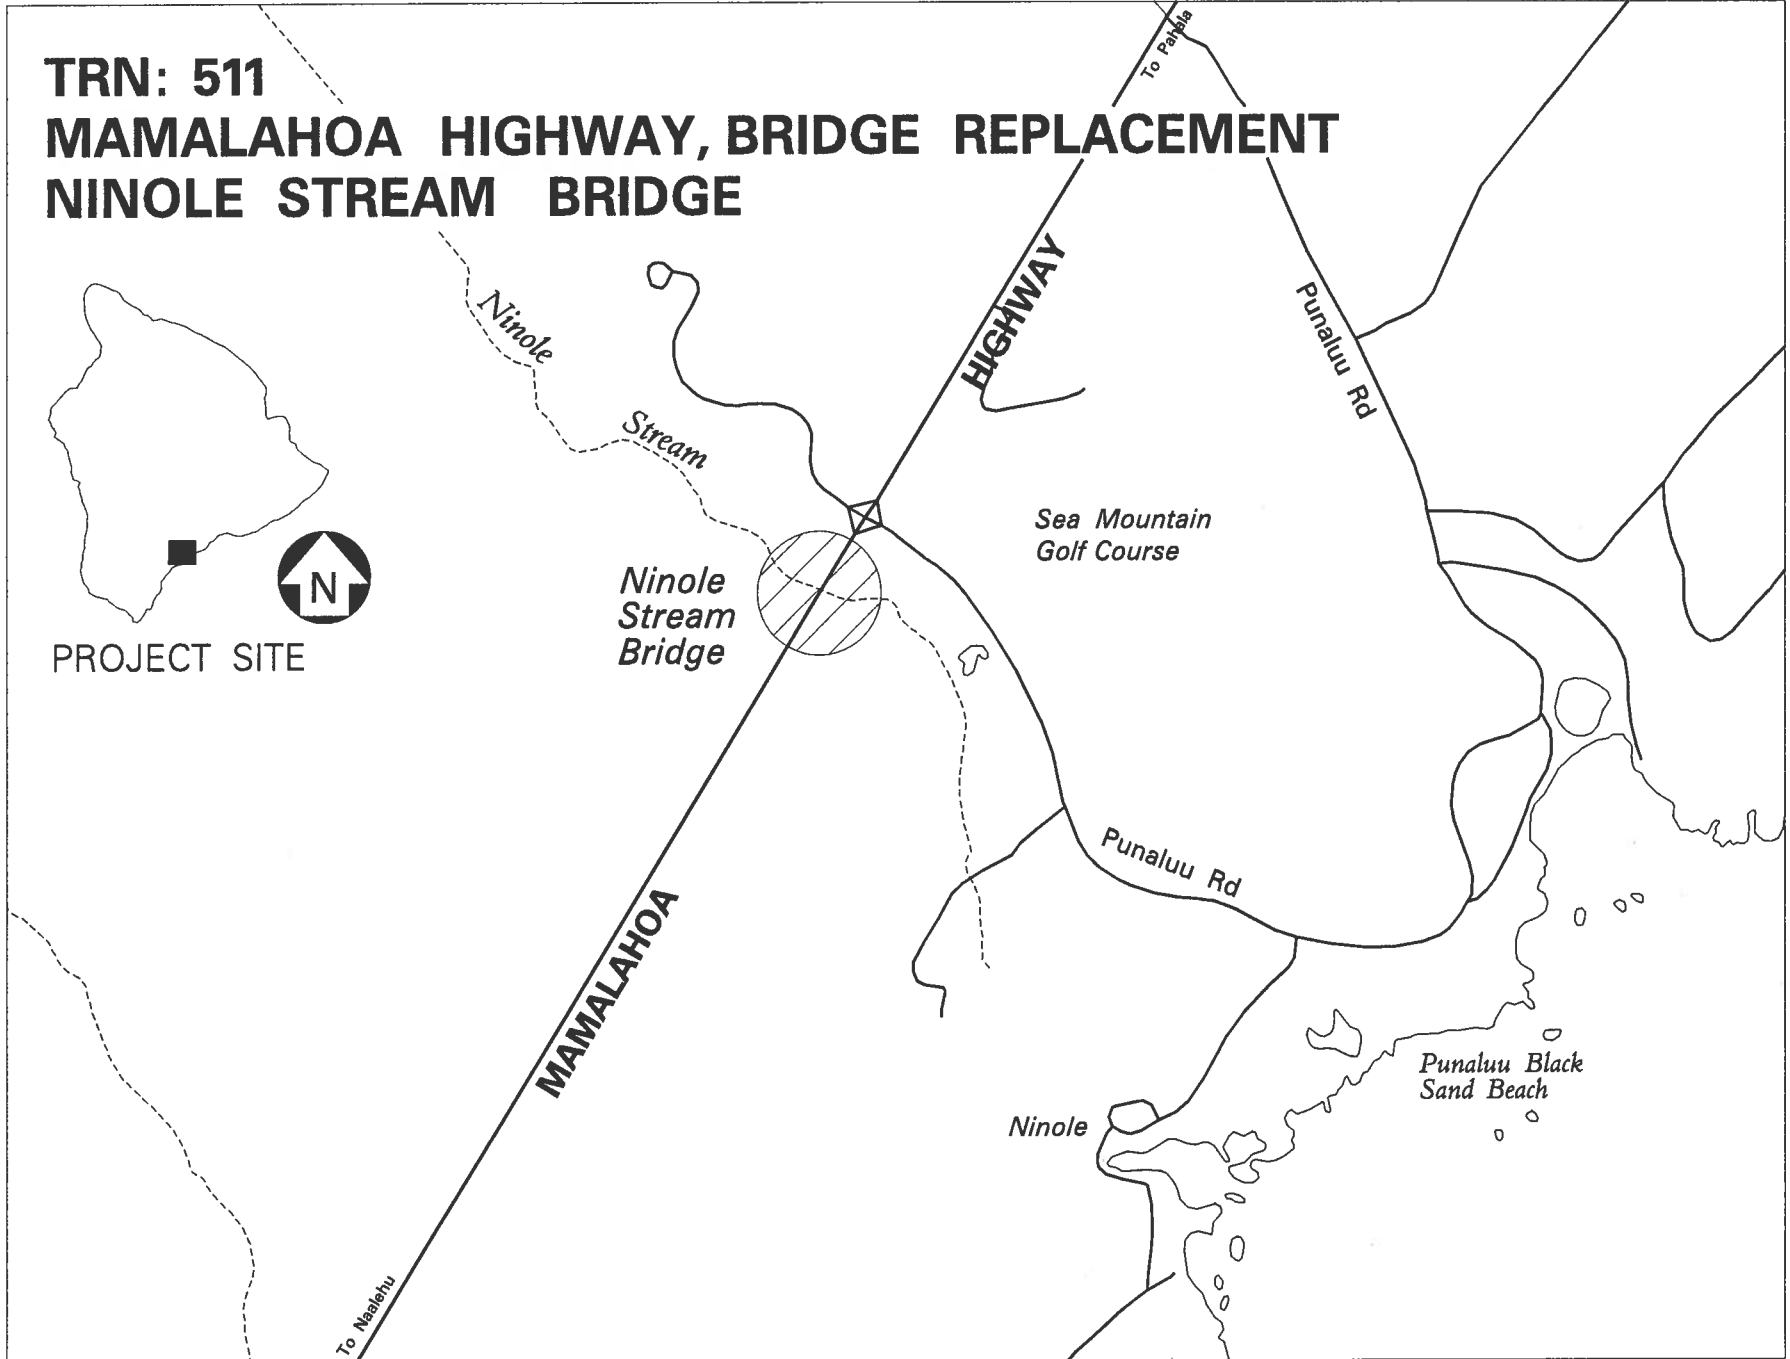 TRN: 511
MAMALAHOA HIGHWAY, BRIDGE REPLACEMENT
NINOLE STREAM BRIDGE
To Pahala
HIGHWAY
Punaluu Rd
Ninole
Stream
Sea Mountain
Golf Course
Ninole
Stream
Bridge
N
PROJECT SITE
Punaluu Rd
MAMALAHOA
Punaluu Black
Sand Beach
Ninole
To Naalehu